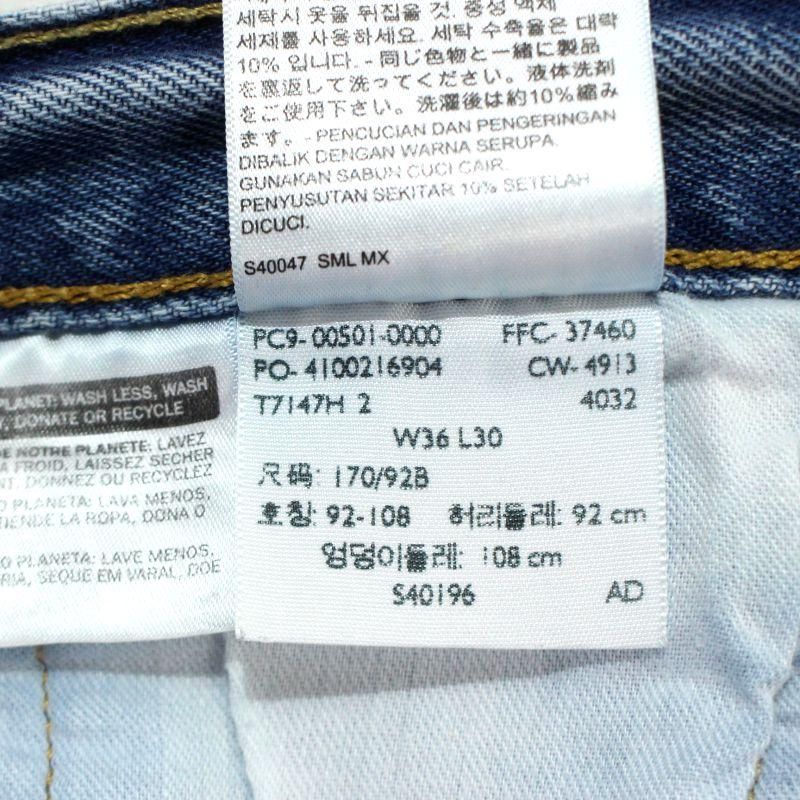 세탁시 옷을 뒤집을 것 중성 액체
세제를 사용하세요. 세탁 수축율은 대략
10% 입니다. - 同じ色物と一緒に製品
を裏返して洗ってください。液体洗剤
をご使用下さい。洗濯後は約10%縮み
ます。- PENCUCIAN DAN PENGERINGAN
DIBALIK DENGAN WARNA SERUPA.
GUNAKAN SABUN CUCI CAIR.
PENYUSUTAN SEKITAR 10% SETELAH
DICUCI.
S40047 SML MX
PC9-00501-0000 FFC-37460
PO-4100216904 CW-4913
T7147H 2 4032
W36 L30
尺码: 170/92B
호칭: 92-108 허리둘레: 92 cm
엉덩이둘레: 108 cm
S40196 AD
PLANET: WASH LESS, WASH
Y, DONATE OR RECYCLE
DE NOTRE PLANETE: LAVEZ
A FROID, LAISSEZ SECHER
NT, DONNEZ OU RECYCLEZ
O PLANETA: LAVA MENOS,
TIENDE LA ROPA, DONA O
O PLANETA: LAVE MENOS,
RIA, SEQUE EM VARAL, DOE